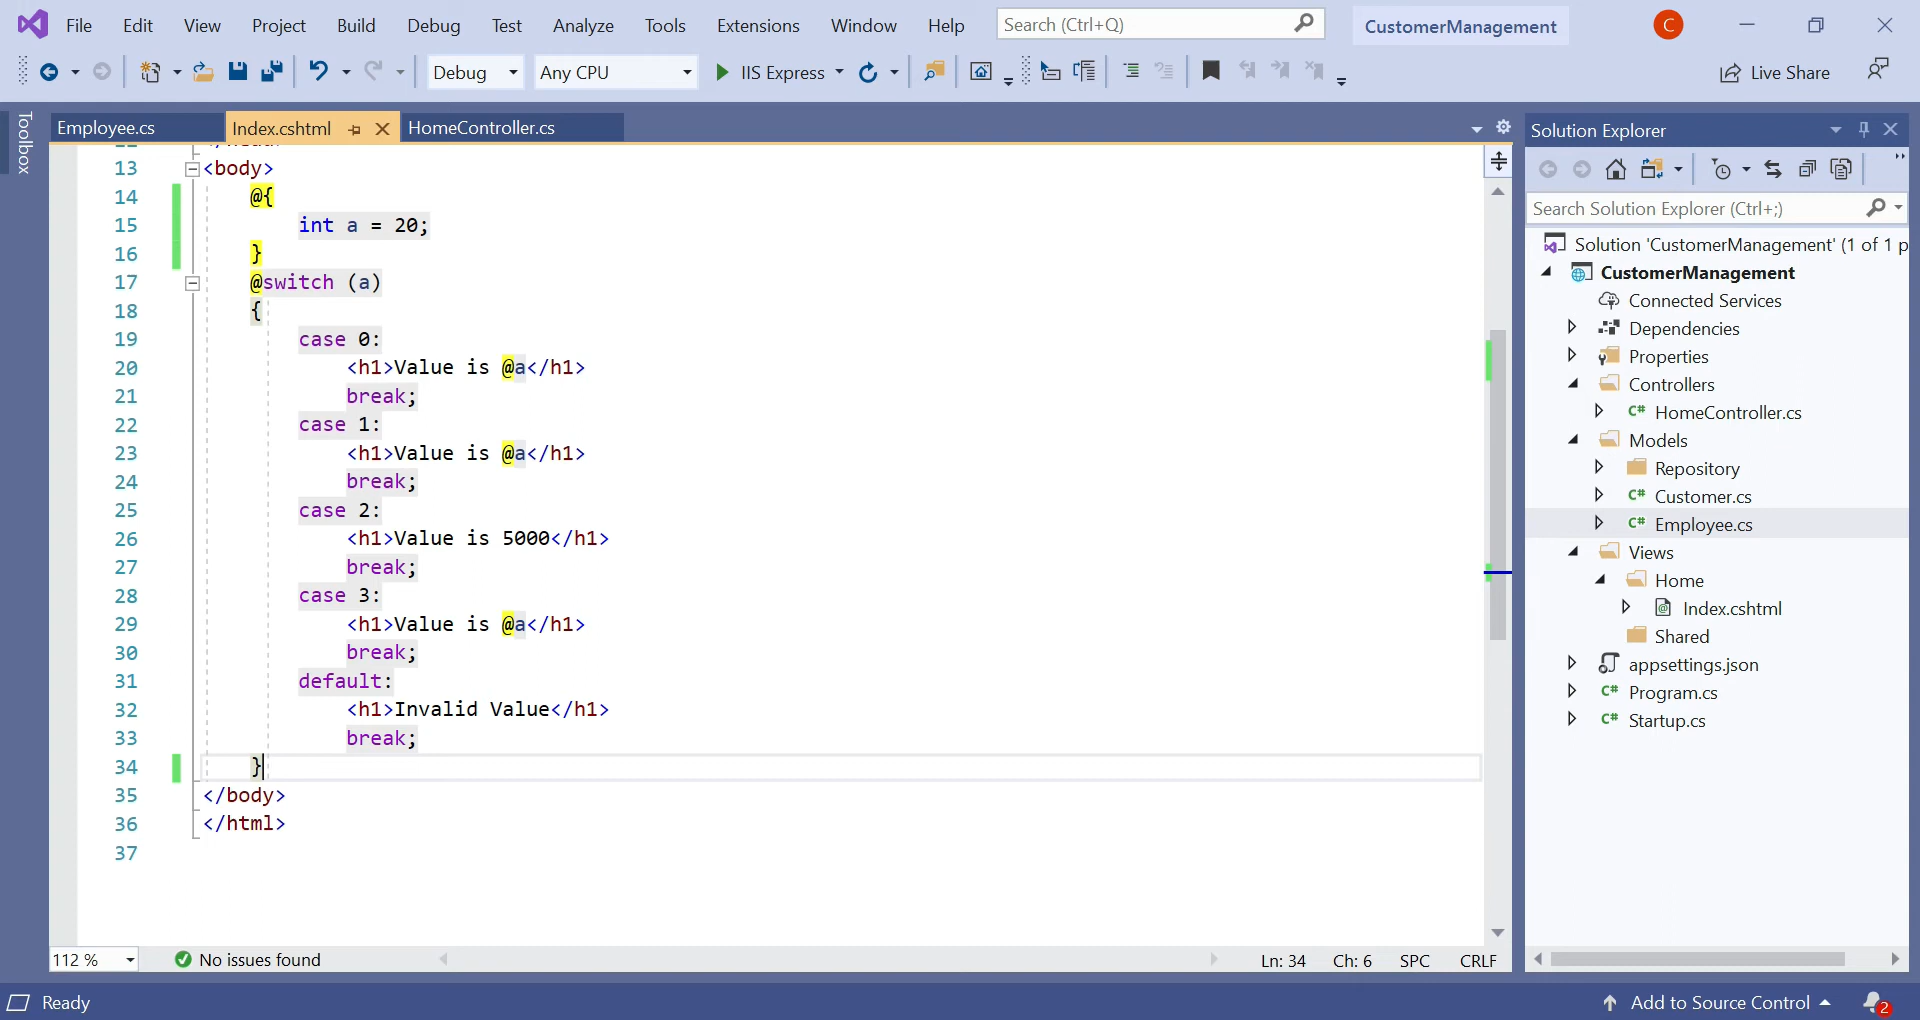 File Edit View Project Build Debug Test Analyze Tools Extensions Window Help Search (Ctrl+Q) CustomerManagement C
Debug Any CPU IIS Express Live Share
Toolbox
Employee.cs Index.cshtml HomeController.cs
13 <body>
14 @{
15 int a = 20;
16 }
17 @switch (a)
18 {
19 case 0:
20 <h1>Value is @a</h1>
21 break;
22 case 1:
23 <h1>Value is @a</h1>
24 break;
25 case 2:
26 <h1>Value is 5000</h1>
27 break;
28 case 3:
29 <h1>Value is @a</h1>
30 break;
31 default:
32 <h1>Invalid Value</h1>
33 break;
34 }
35 </body>
36 </html>
37
112 % No issues found Ln: 34 Ch: 6 SPC CRLF
Solution Explorer
Search Solution Explorer (Ctrl+;)
Solution 'CustomerManagement' (1 of 1 p
CustomerManagement
Connected Services
Dependencies
Properties
Controllers
C# HomeController.cs
Models
Repository
C# Customer.cs
C# Employee.cs
Views
Home
Index.cshtml
Shared
appsettings.json
C# Program.cs
C# Startup.cs
Ready Add to Source Control 2